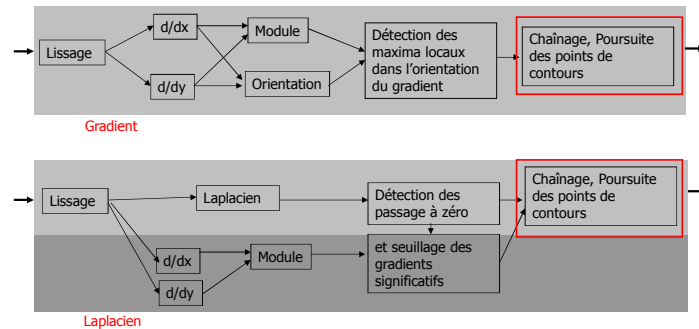 Lissage
d/dx
d/dy
Module
Orientation
Détection des
maxima locaux
dans l'orientation
du gradient
Chaînage, Poursuite
des points de
contours
Gradient
Lissage
Laplacien
Détection des
passage à zéro
Chaînage, Poursuite
des points de
contours
d/dx
d/dy
Module
et seuillage des
gradients
significatifs
Laplacien